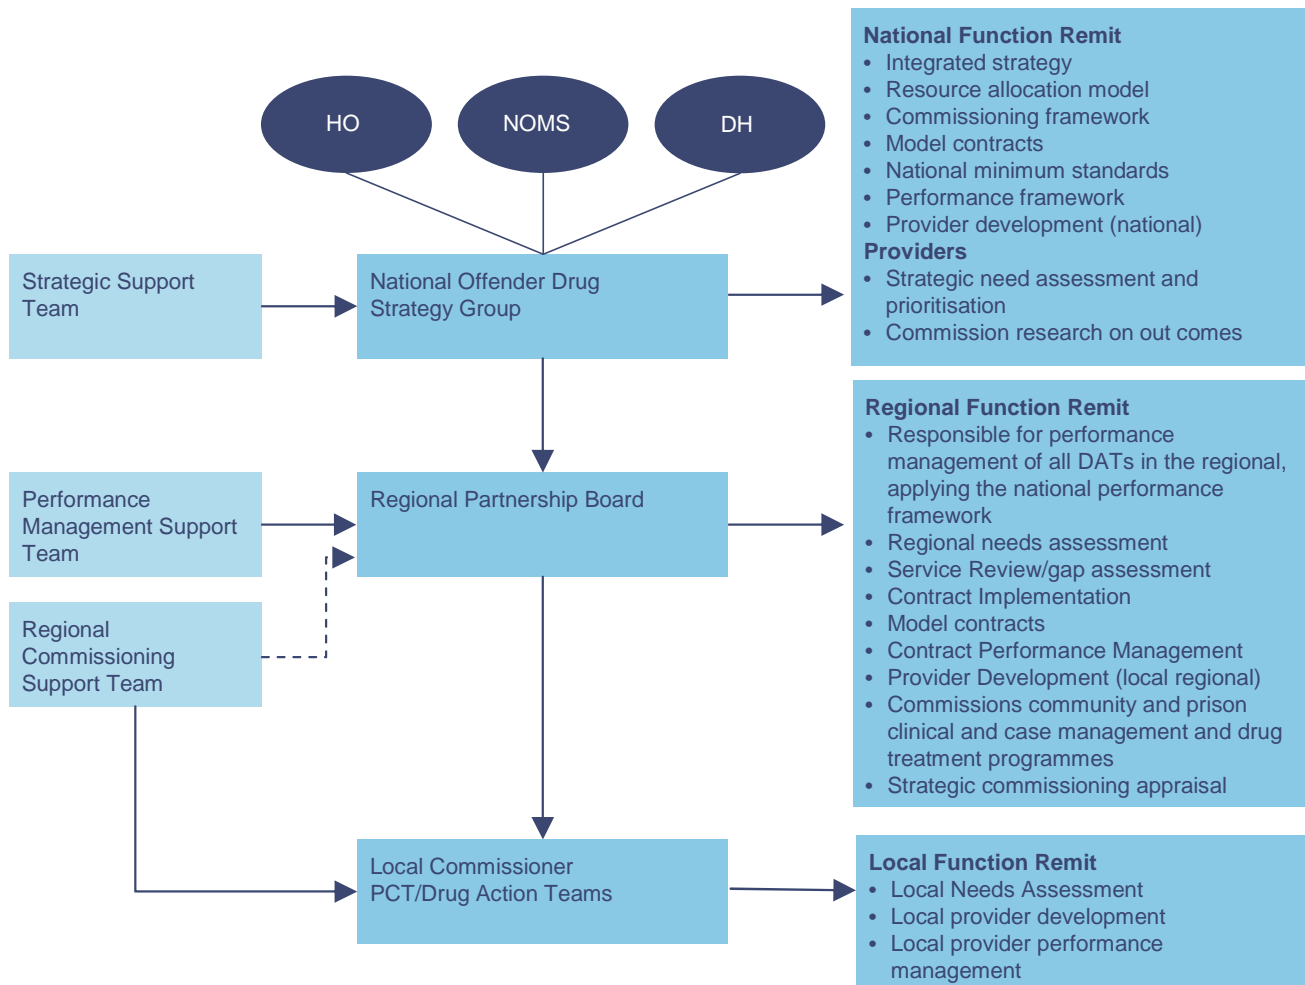 HO
NOMS
DH
National Function Remit
• Integrated strategy
• Resource allocation model
• Commissioning framework
• Model contracts
• National minimum standards
• Performance framework
• Provider development (national)
Providers
• Strategic need assessment and
prioritisation
• Commission research on out comes
Strategic Support
Team
National Offender Drug
Strategy Group
Regional Function Remit
• Responsible for performance
management of all DATs in the regional,
applying the national performance
framework
• Regional needs assessment
• Service Review/gap assessment
• Contract Implementation
• Model contracts
• Contract Performance Management
• Provider Development (local regional)
• Commissions community and prison
clinical and case management and drug
treatment programmes
• Strategic commissioning appraisal
Performance
Management Support
Team
Regional Partnership Board
Regional
Commissioning
Support Team
Local Commissioner
PCT/Drug Action Teams
Local Function Remit
• Local Needs Assessment
• Local provider development
• Local provider performance
management